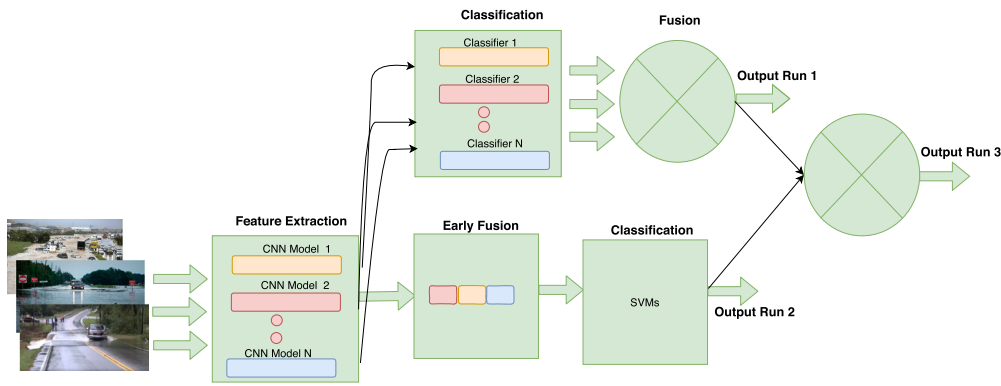 Classification
Classifier 1
Classifier 2
Classifier N
Fusion
Output Run 1
Output Run 3
Feature Extraction
CNN Model 1
CNN Model 2
CNN Model N
Early Fusion
Classification
SVMs
Output Run 2